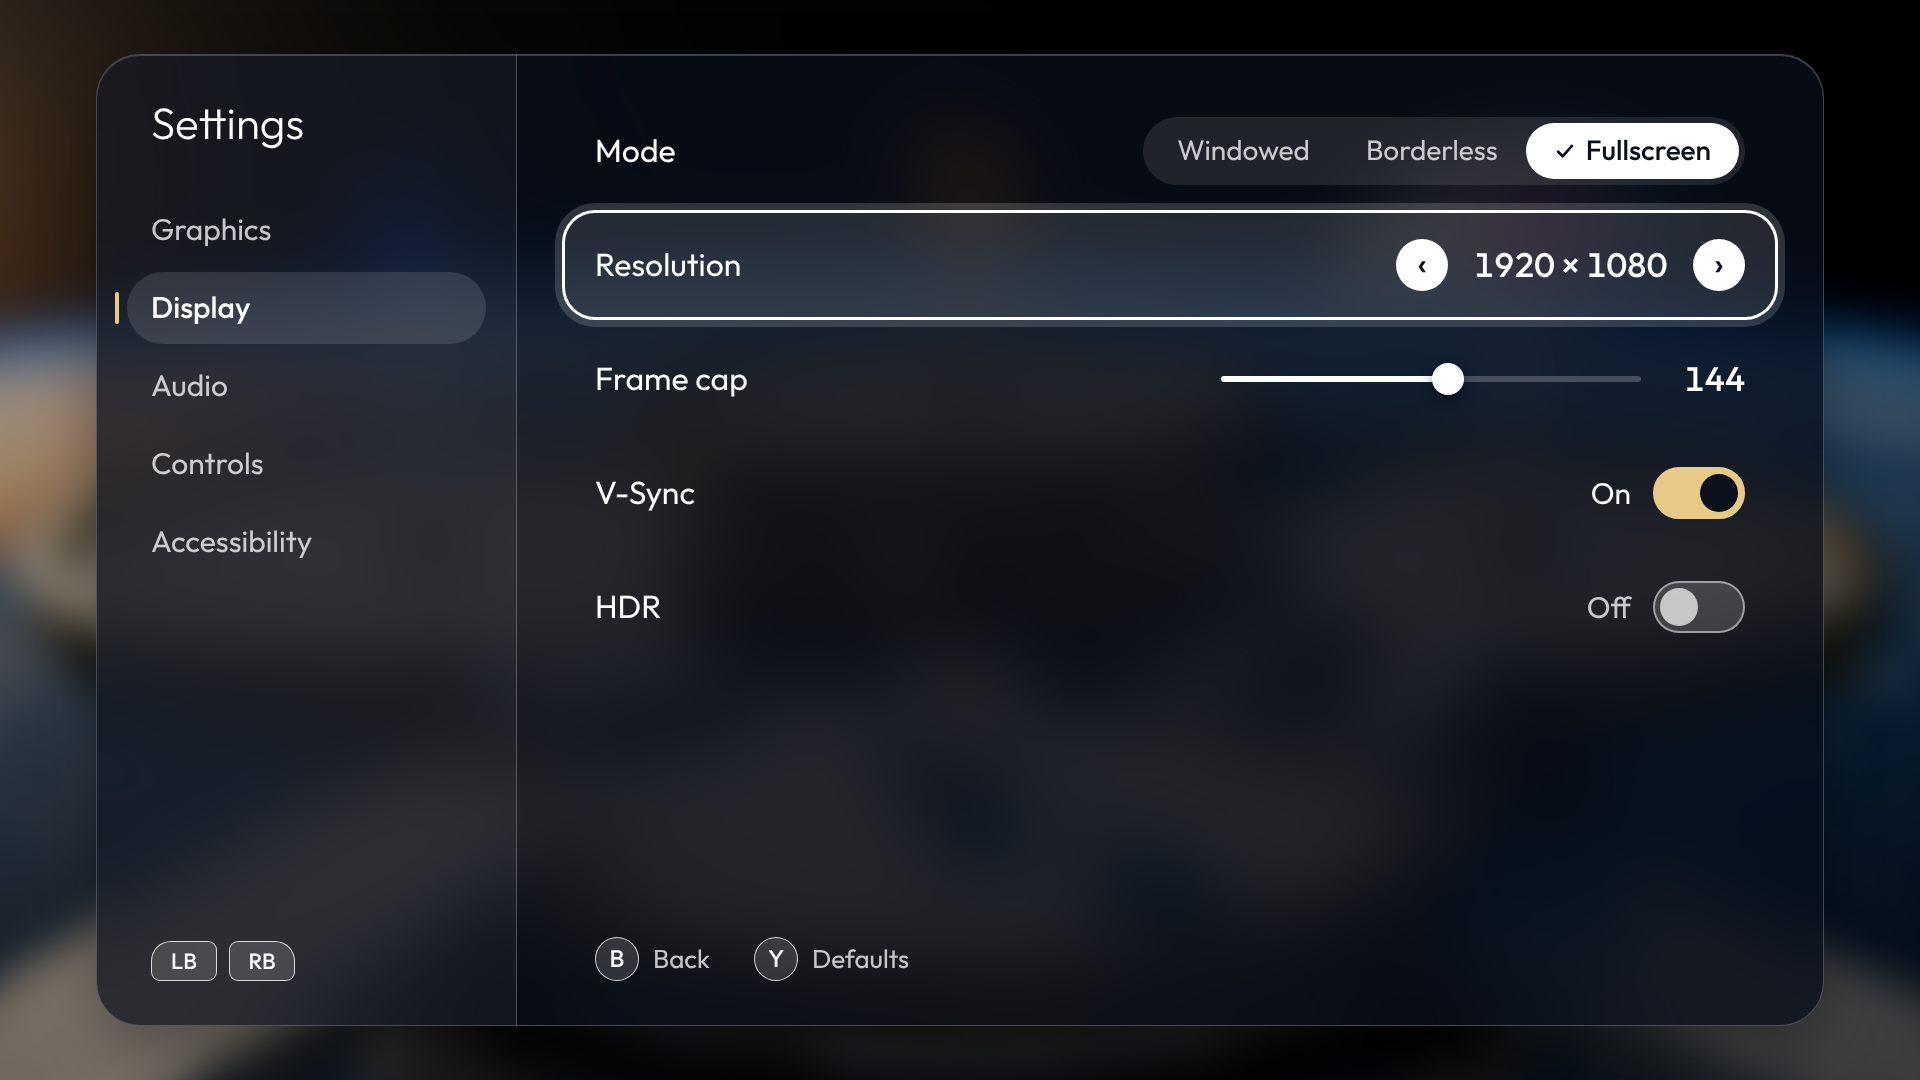 Settings
Graphics
Display
Audio
Controls
Accessibility
LB RB
Mode Windowed Borderless ✓ Fullscreen
Resolution ‹ 1920 × 1080 ›
Frame cap 144
V-Sync On
HDR Off
B Back Y Defaults